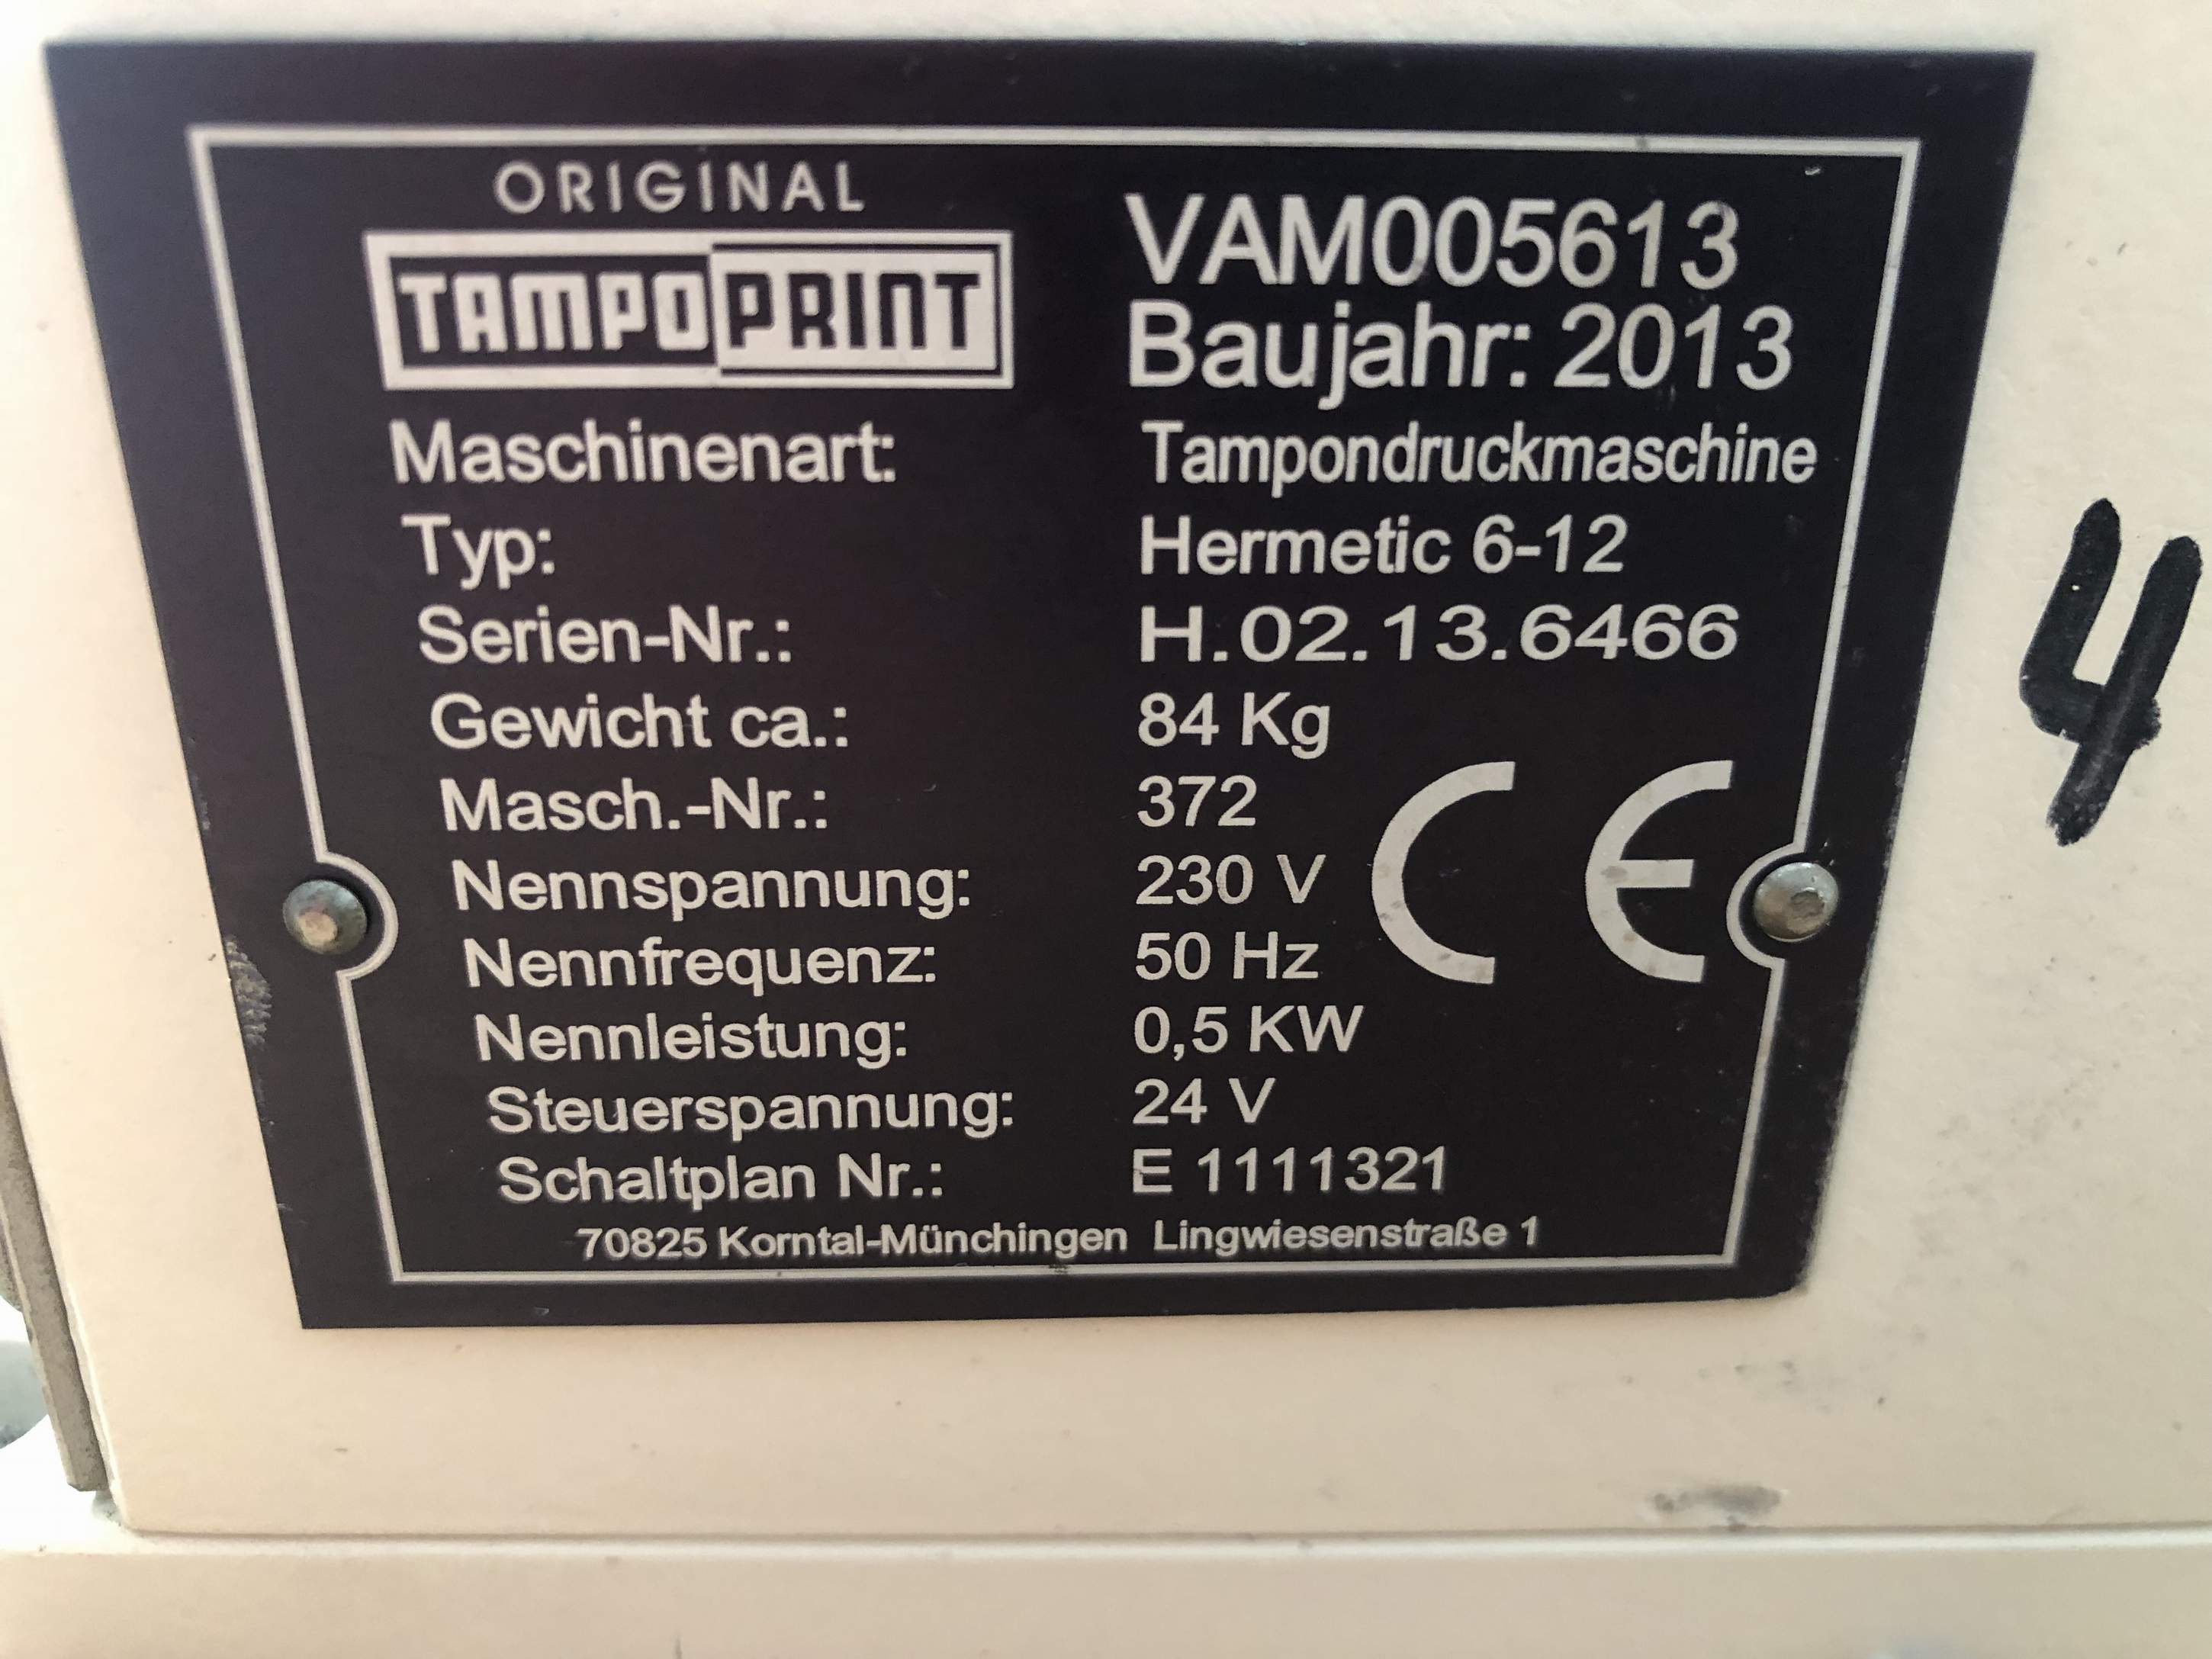 ORIGINAL
TAMPOPRINT
VAM005613
Baujahr: 2013
Maschinenart: Tampondruckmaschine
Typ: Hermetic 6-12
Serien-Nr.: H.02.13.6466
Gewicht ca.: 84 Kg
Masch.-Nr.: 372
Nennspannung: 230 V
Nennfrequenz: 50 Hz
Nennleistung: 0,5 KW
Steuerspannung: 24 V
Schaltplan Nr.: E 1111321
CE
70825 Korntal-Münchingen Lingwiesenstraße 1
4